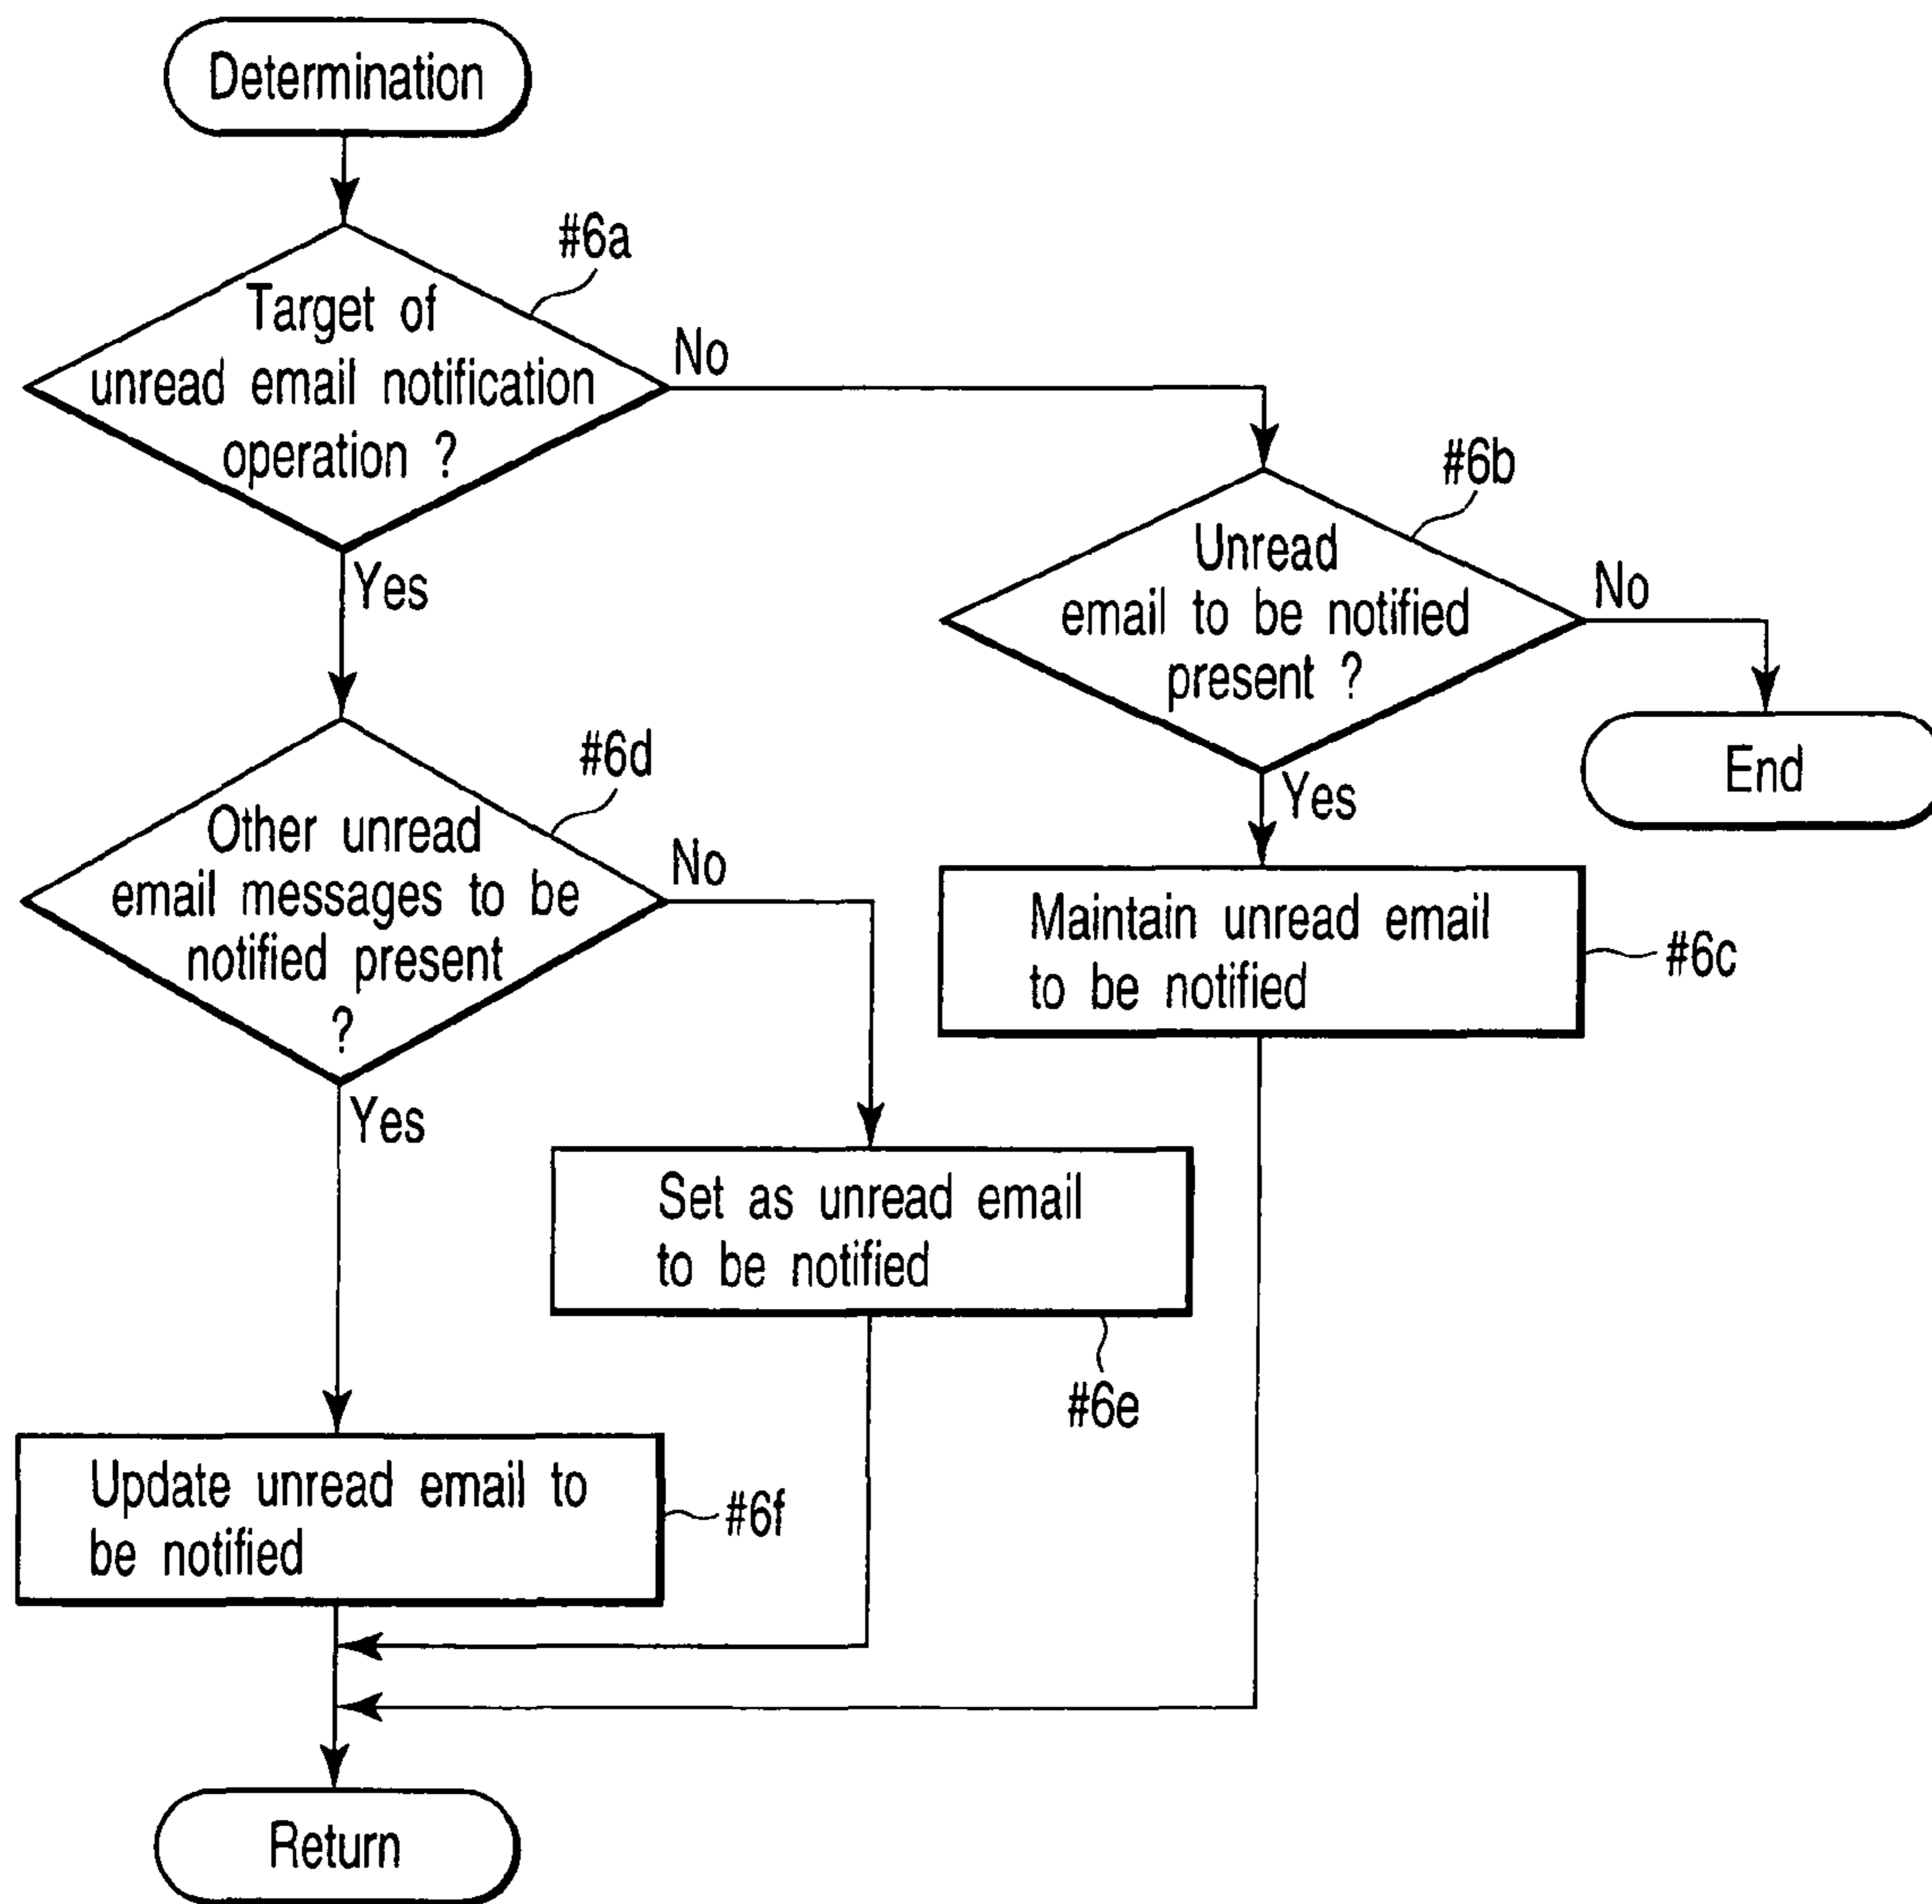 Determination
#6a
Target of
unread email notification
operation ?
No
Yes
#6b
Unread
email to be notified
present ?
No
End
Yes
#6d
Other unread
email messages to be
notified present
?
No
Yes
Maintain unread email
to be notified
#6c
Set as unread email
to be notified
#6e
Update unread email to
be notified
#6f
Return